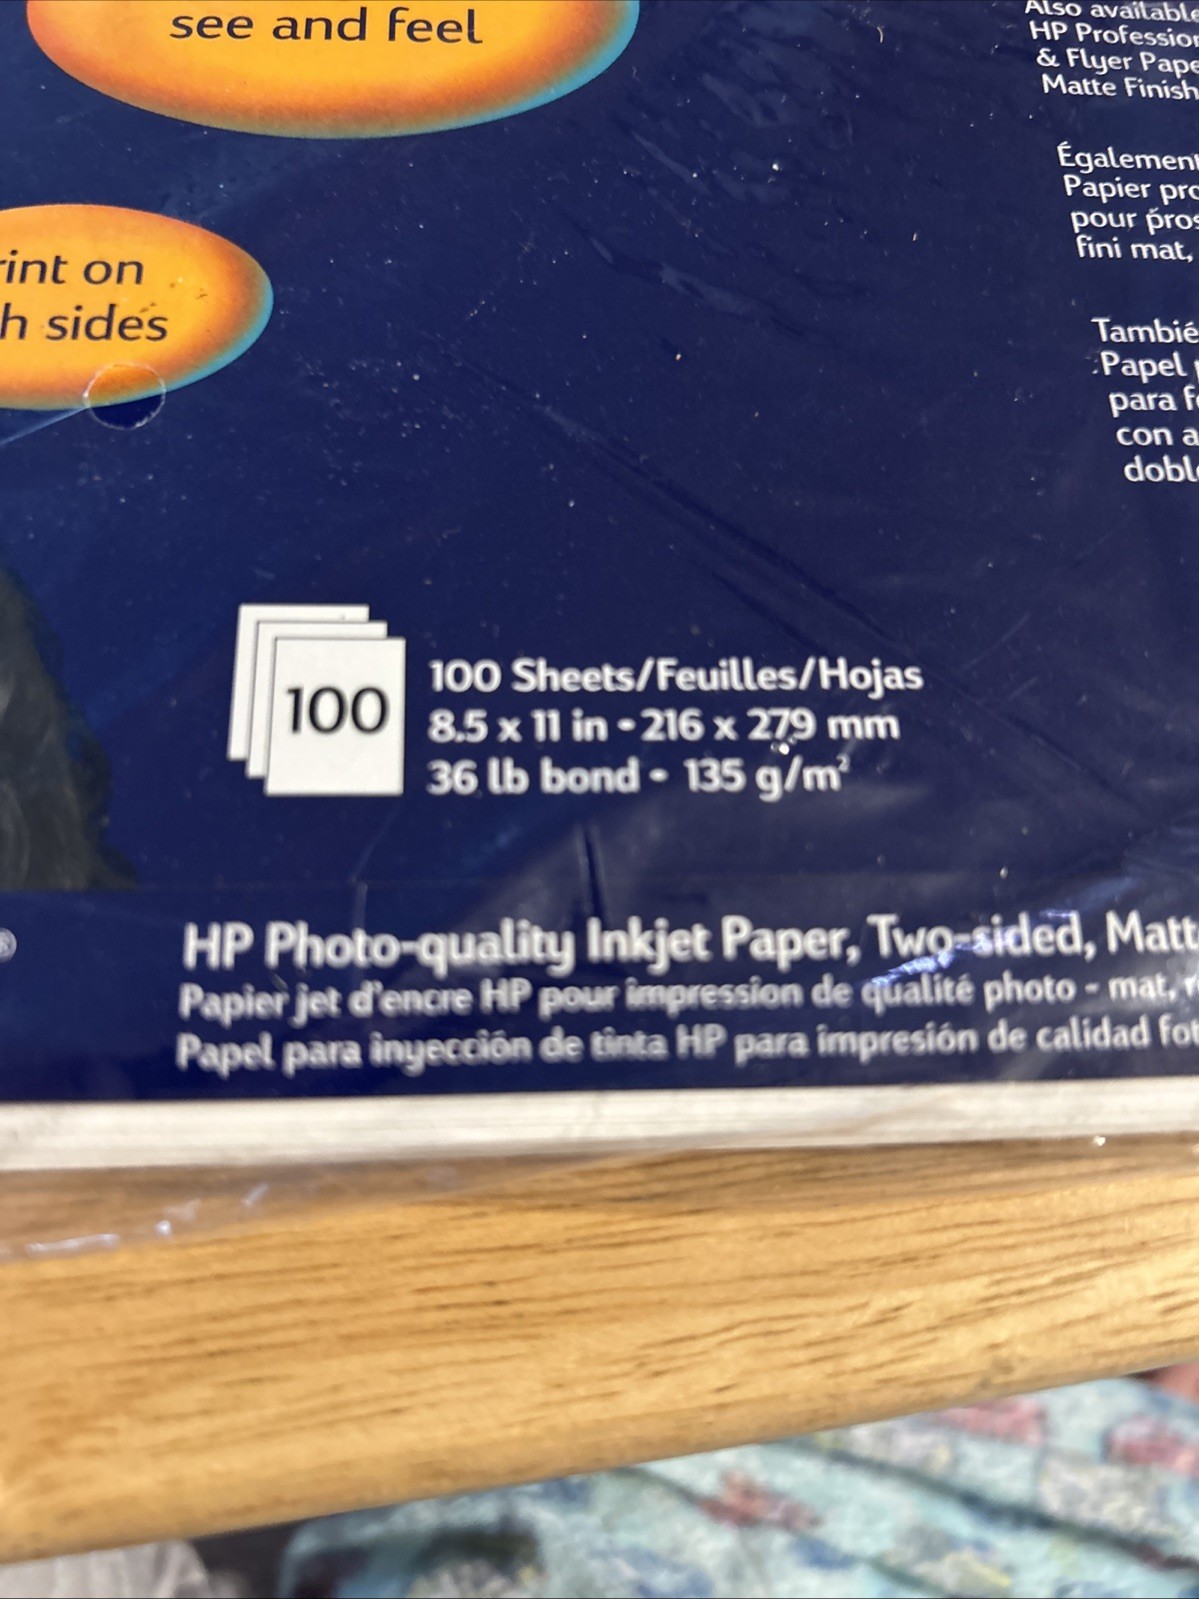 see and feel
Also available
HP Profession
& Flyer Pape
Matte Finish
Également
Papier pro
pour pros
fini mat,
rint on
h sides
Tambié
Papel p
para fo
con a
doble
100
100 Sheets/Feuilles/Hojas
8.5 x 11 in • 216 x 279 mm
36 lb bond • 135 g/m²
®
HP Photo-quality Inkjet Paper, Two-sided, Matt
Papier jet d'encre HP pour impression de qualité photo - mat, r
Papel para inyección de tinta HP para impresión de calidad fot